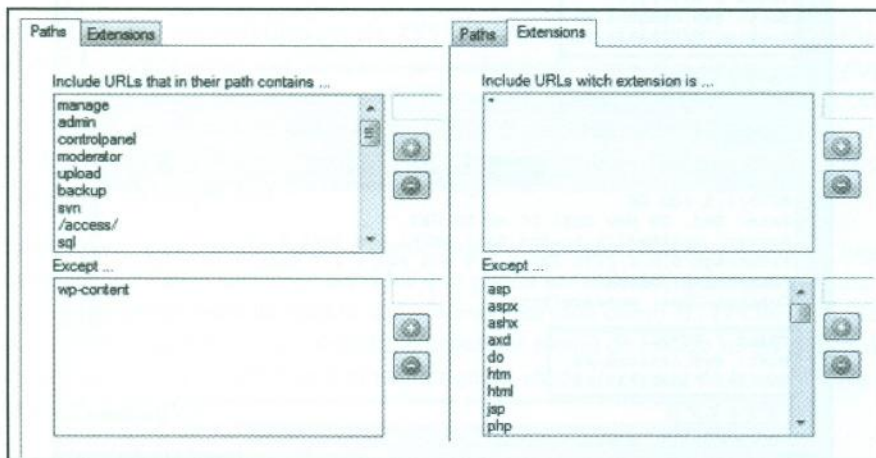 Paths Extensions
Include URLs that in their path contains ...
manage
admin
controlpanel
moderator
upload
backup
svn
/access/
sql
Except ...
wp-content
Paths Extensions
Include URLs witch extension is ...
*
Except ...
asp
aspx
ashx
axd
do
htm
html
jsp
php